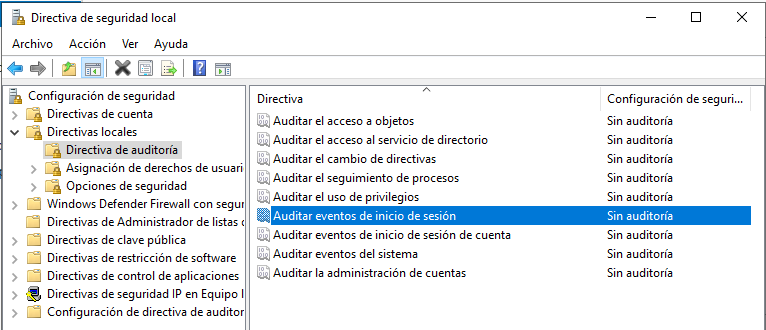 Directiva de seguridad local
Archivo Acción Ver Ayuda
Configuración de seguridad
Directivas de cuenta
Directivas locales
Directiva de auditoría
Asignación de derechos de usuari
Opciones de seguridad
Windows Defender Firewall con segur
Directivas de Administrador de listas d
Directivas de clave pública
Directivas de restricción de software
Directivas de control de aplicaciones
Directivas de seguridad IP en Equipo l
Configuración de directiva de auditor
Directiva Configuración de seguri...
Auditar el acceso a objetos Sin auditoría
Auditar el acceso al servicio de directorio Sin auditoría
Auditar el cambio de directivas Sin auditoría
Auditar el seguimiento de procesos Sin auditoría
Auditar el uso de privilegios Sin auditoría
Auditar eventos de inicio de sesión Sin auditoría
Auditar eventos de inicio de sesión de cuenta Sin auditoría
Auditar eventos del sistema Sin auditoría
Auditar la administración de cuentas Sin auditoría